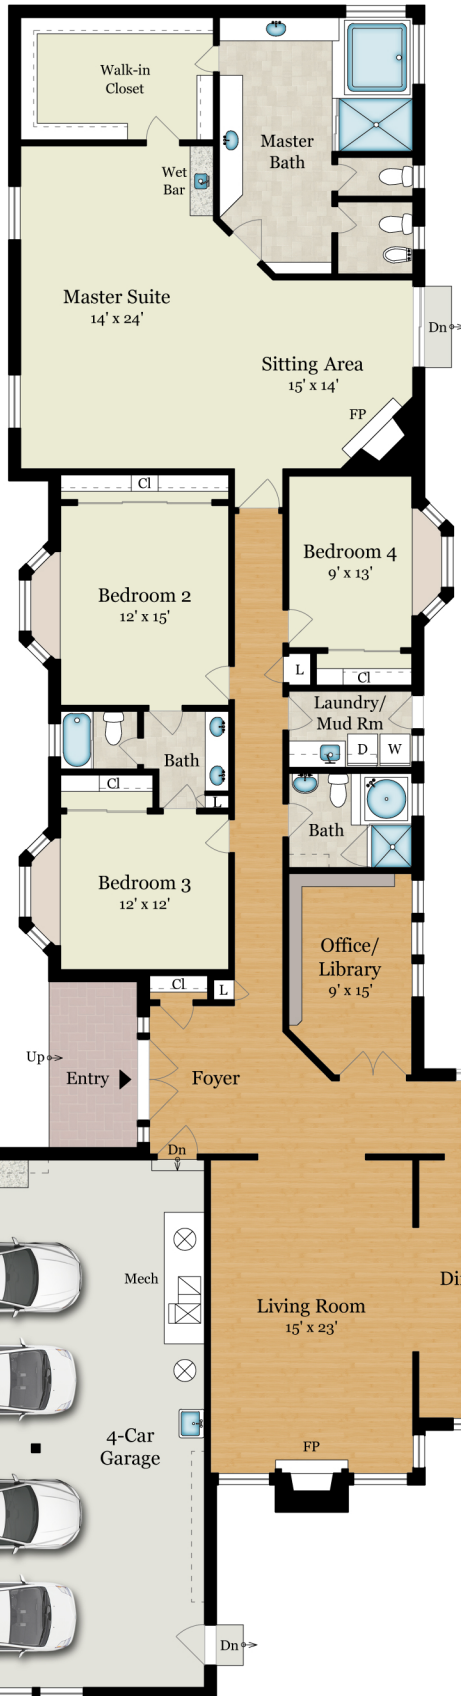 Walk-in
Closet
Master
Bath
Wet
Bar
Master Suite
14' x 24'
Dn
Sitting Area
15' x 14'
FP
Cl
Bedroom 4
9' x 13'
Bedroom 2
12' x 15'
L
Cl
Laundry/
Mud Rm
D
W
Bath
Cl
L
Bath
Bedroom 3
12' x 12'
Office/
Library
9' x 15'
Cl
L
Up
Entry
Foyer
Dn
Mech
Living Room
15' x 23'
Di
4-Car
Garage
FP
Dn